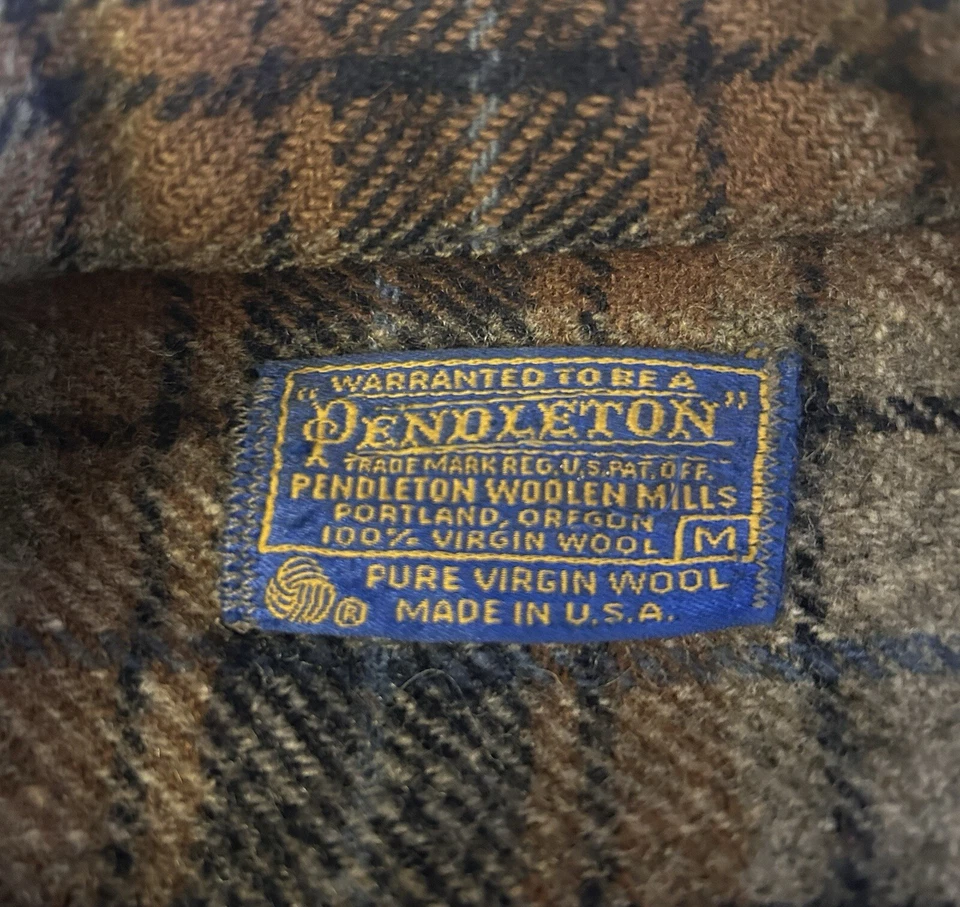 WARRANTED TO BE A
"PENDLETON"
TRADE MARK REG. U.S. PAT. OFF.
PENDLETON WOOLEN MILLS
PORTLAND, OREGON
100% VIRGIN WOOL M
PURE VIRGIN WOOL
® MADE IN U.S.A.